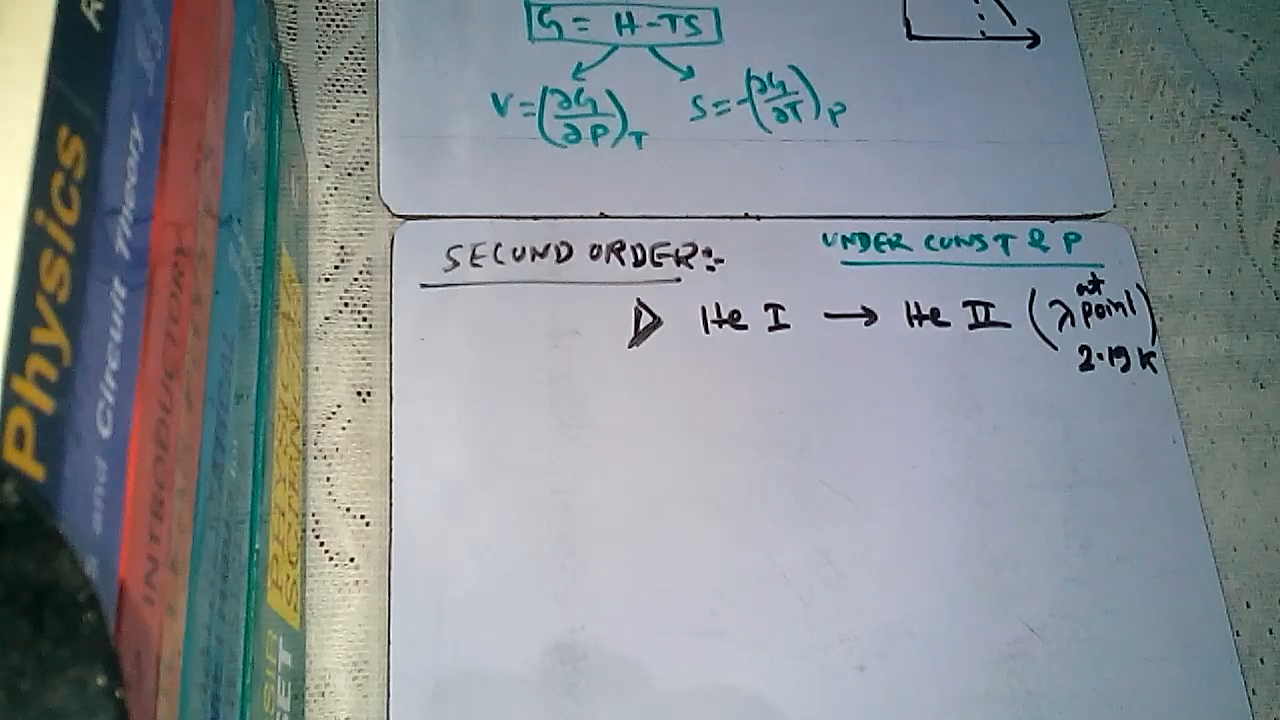 G = H-TS
V = (∂G/∂P)T S = -(∂G/∂T)P
SECOND ORDER:-
UNDER CONST T & P
He I → He II (at λ point 2.19 K)
Physics
and Circuit Theory
INTRODUCTORY